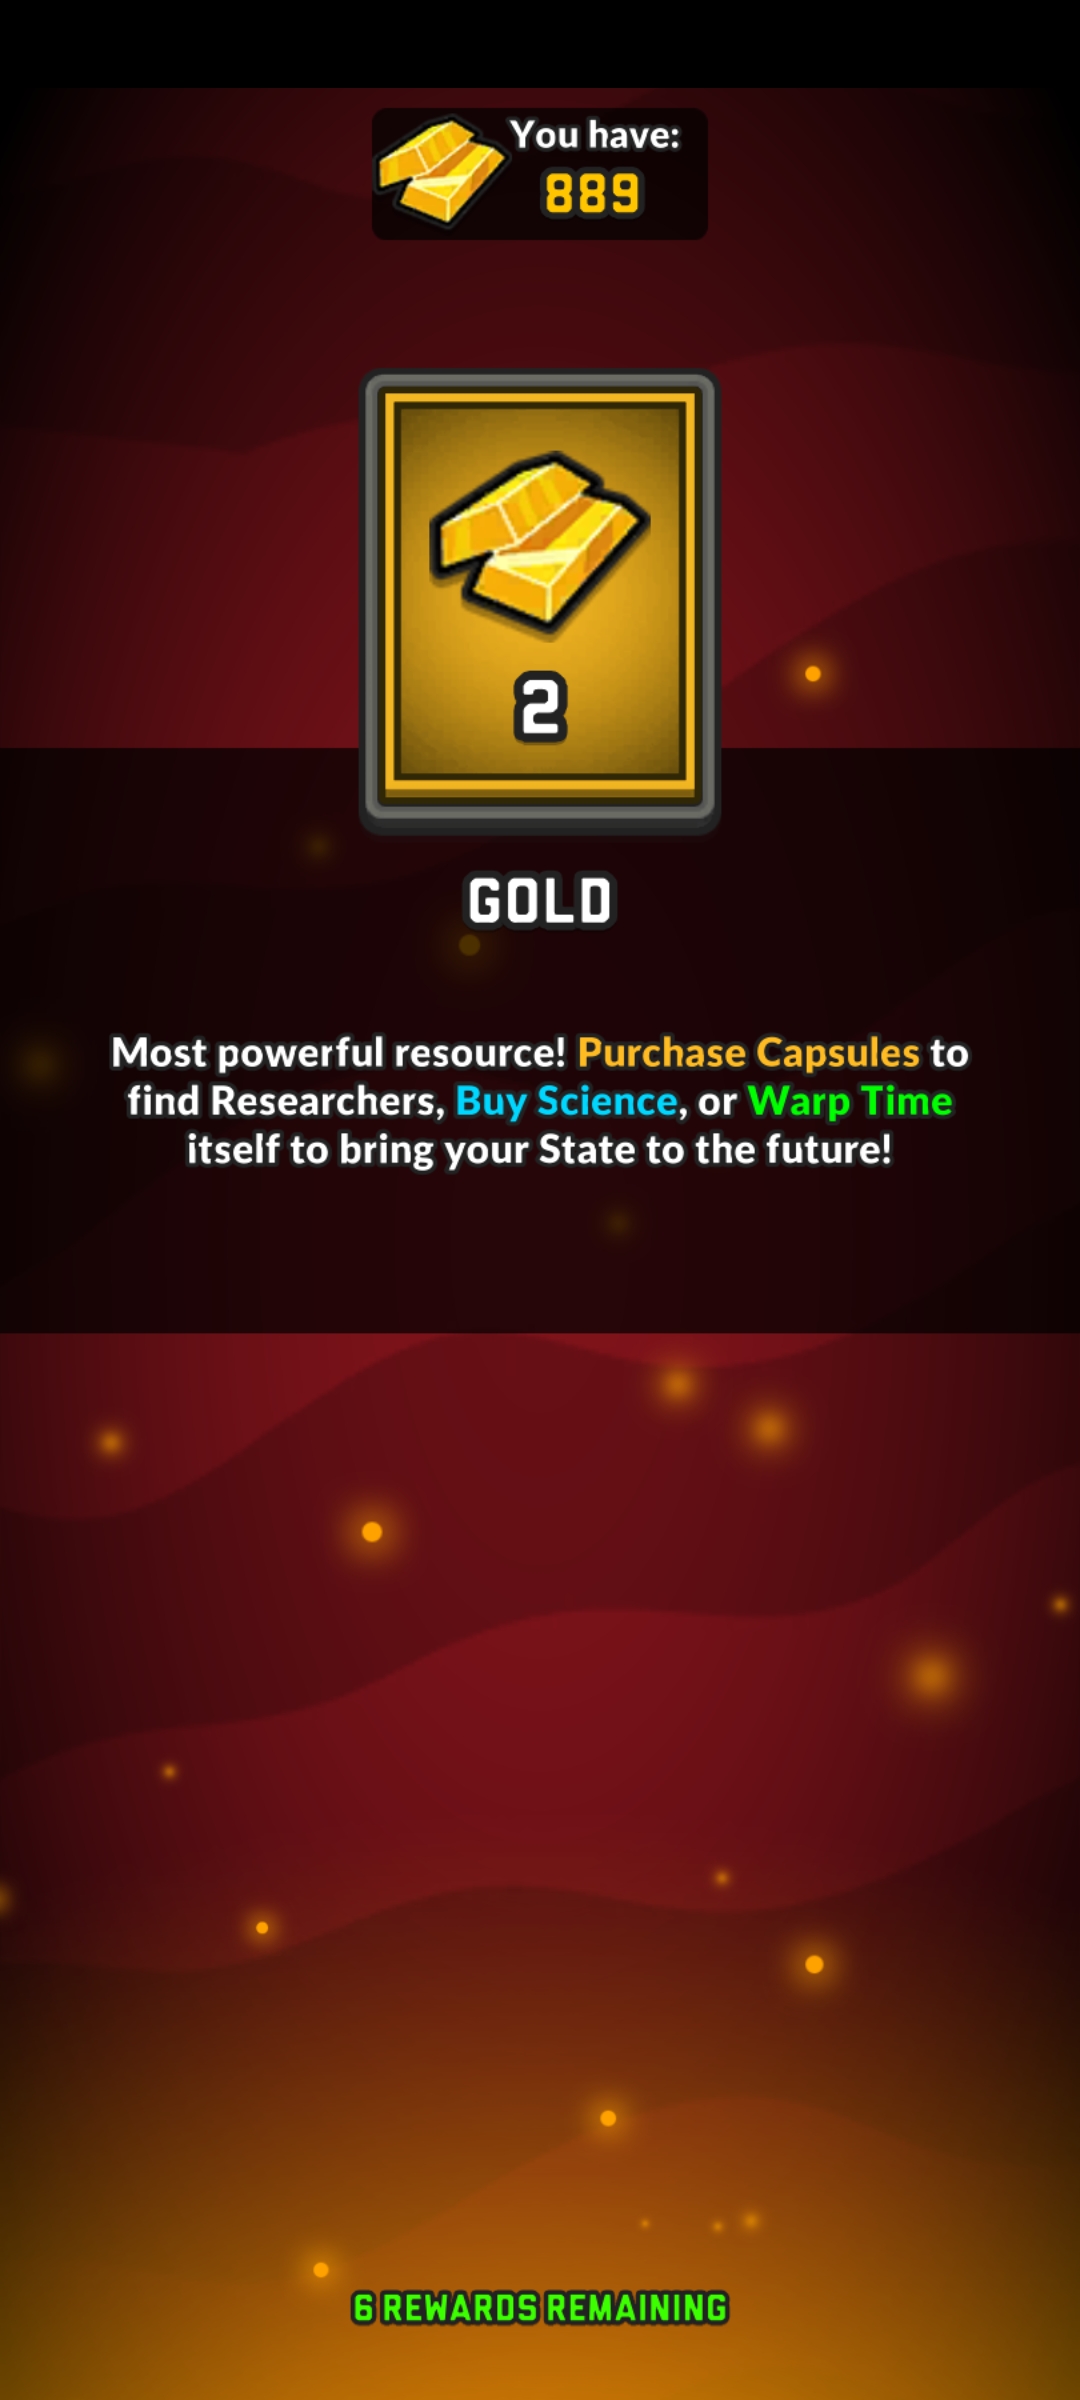 You have:
889
2
GOLD
Most powerful resource! Purchase Capsules to
find Researchers, Buy Science, or Warp Time
itself to bring your State to the future!
6 REWARDS REMAINING